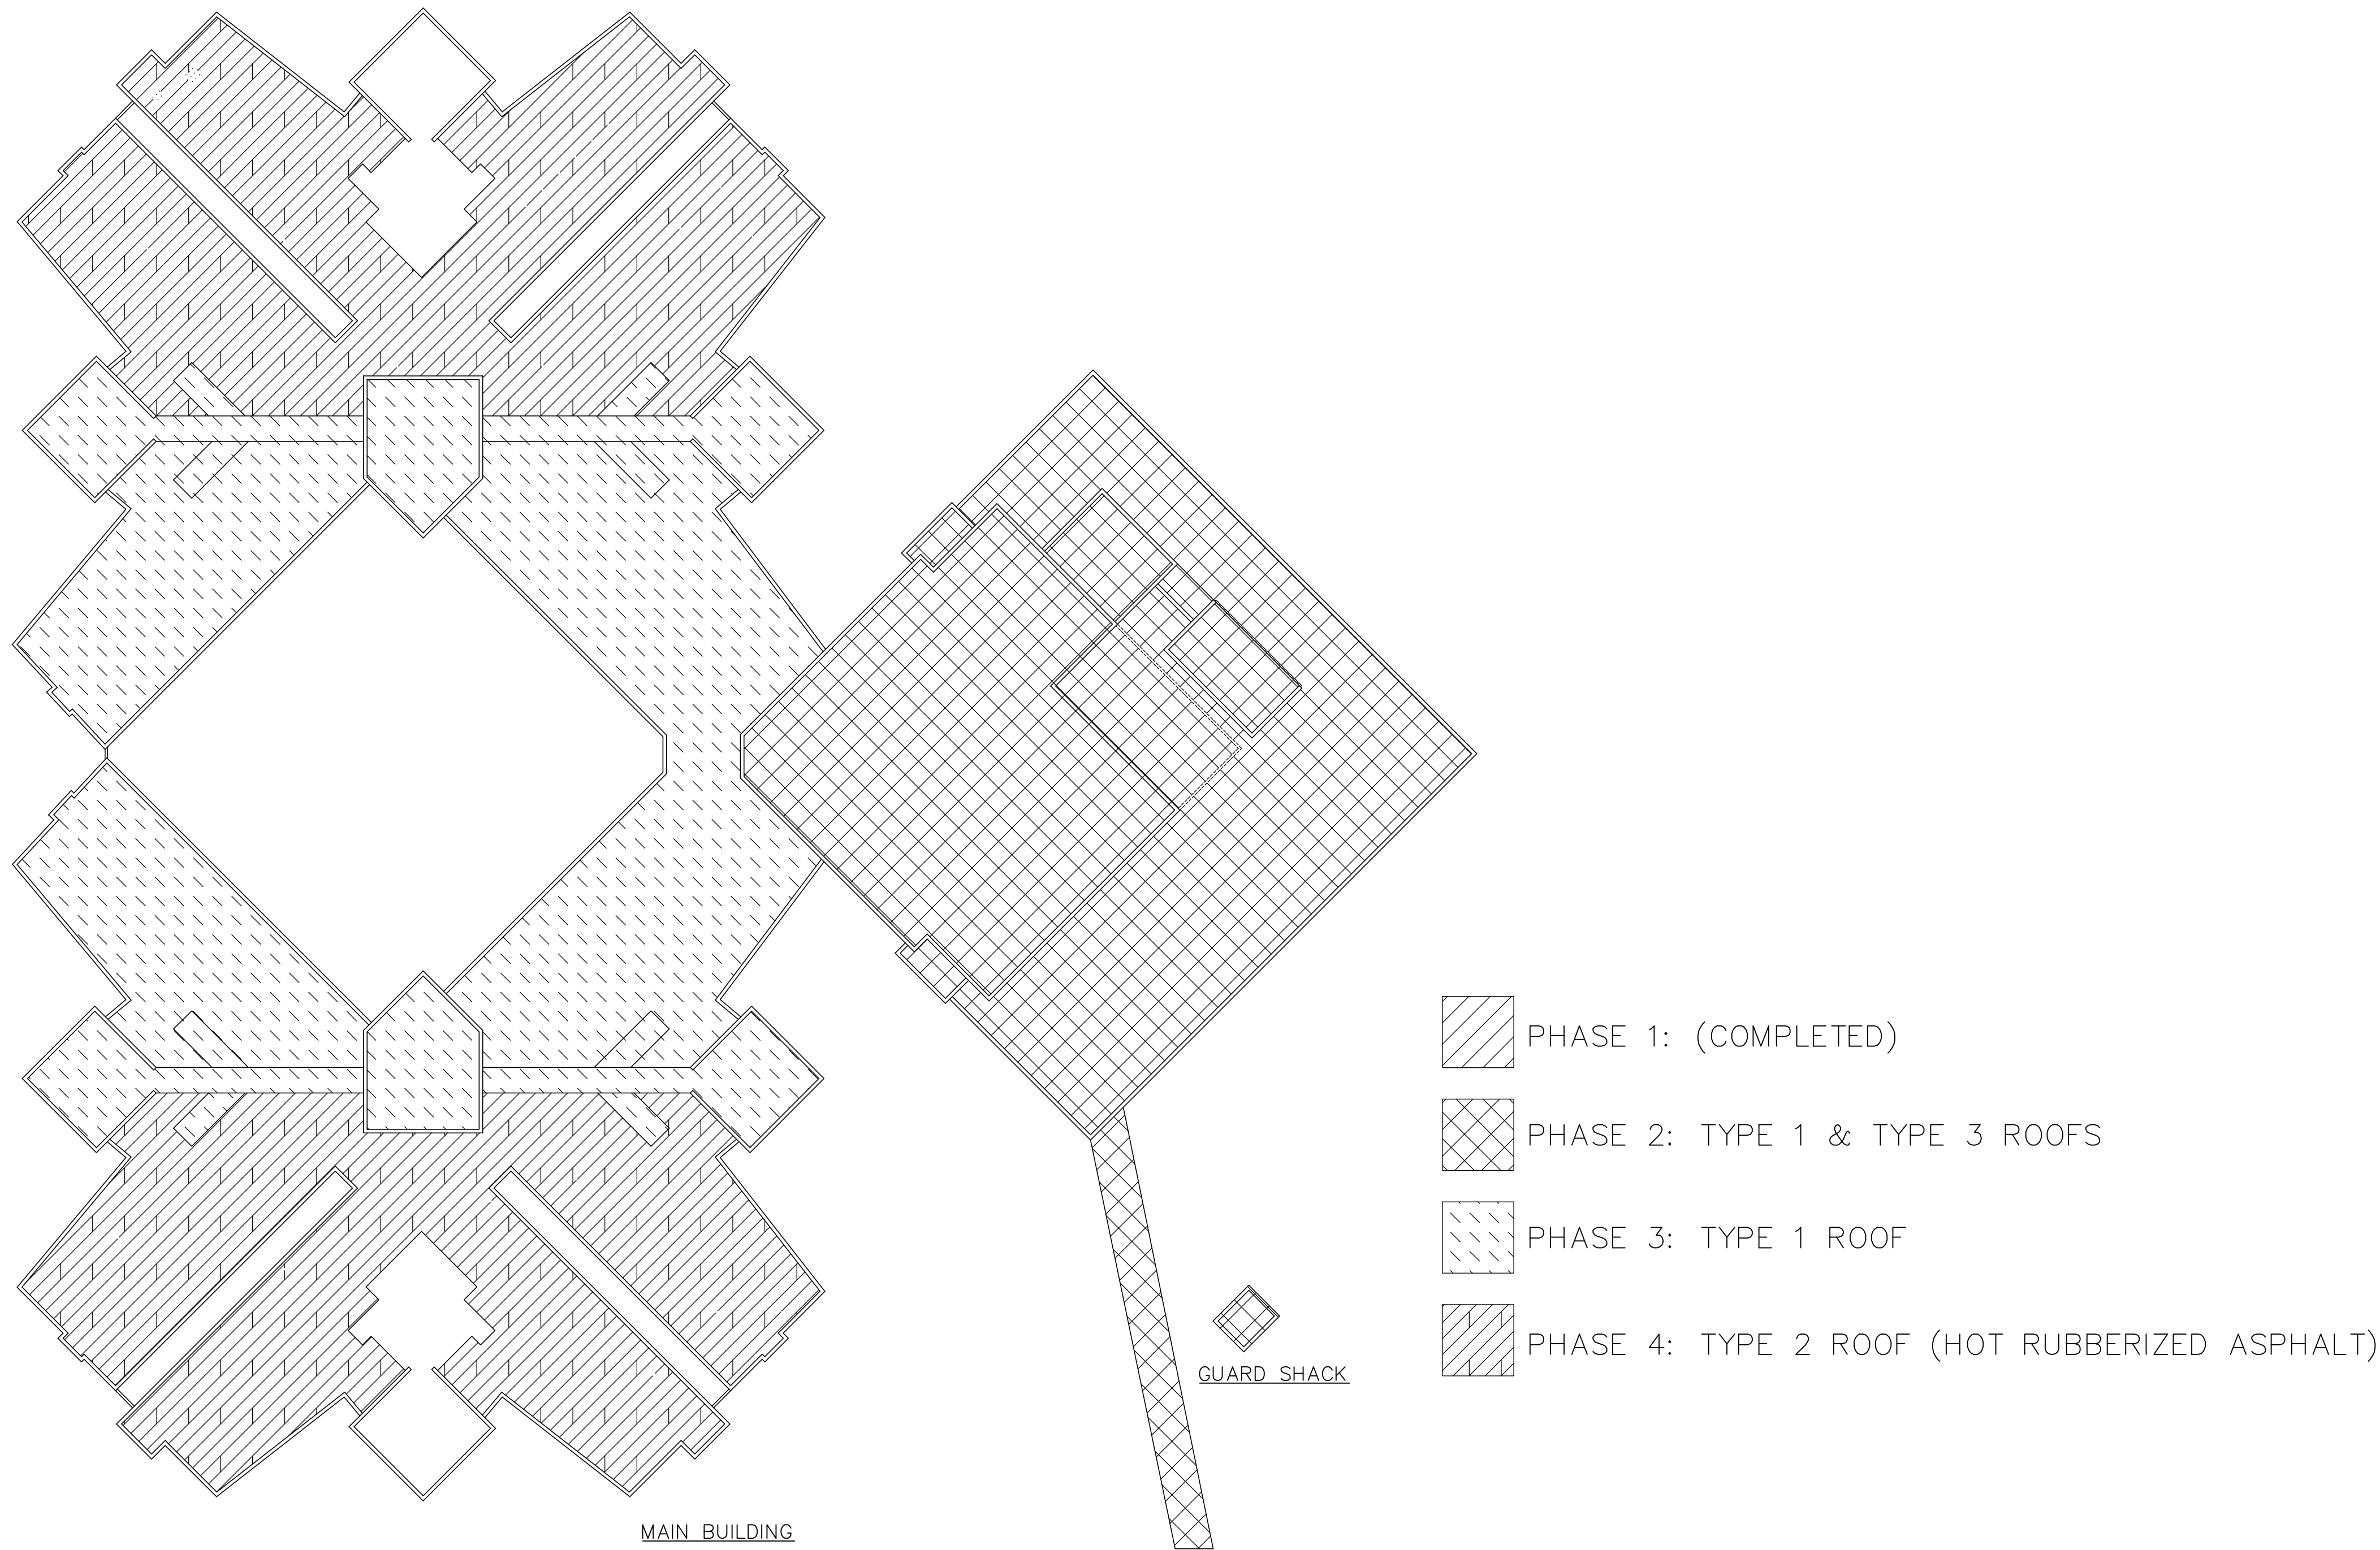 PHASE 1: (COMPLETED)
PHASE 2: TYPE 1 & TYPE 3 ROOFS
PHASE 3: TYPE 1 ROOF
PHASE 4: TYPE 2 ROOF (HOT RUBBERIZED ASPHALT)
GUARD SHACK
MAIN BUILDING